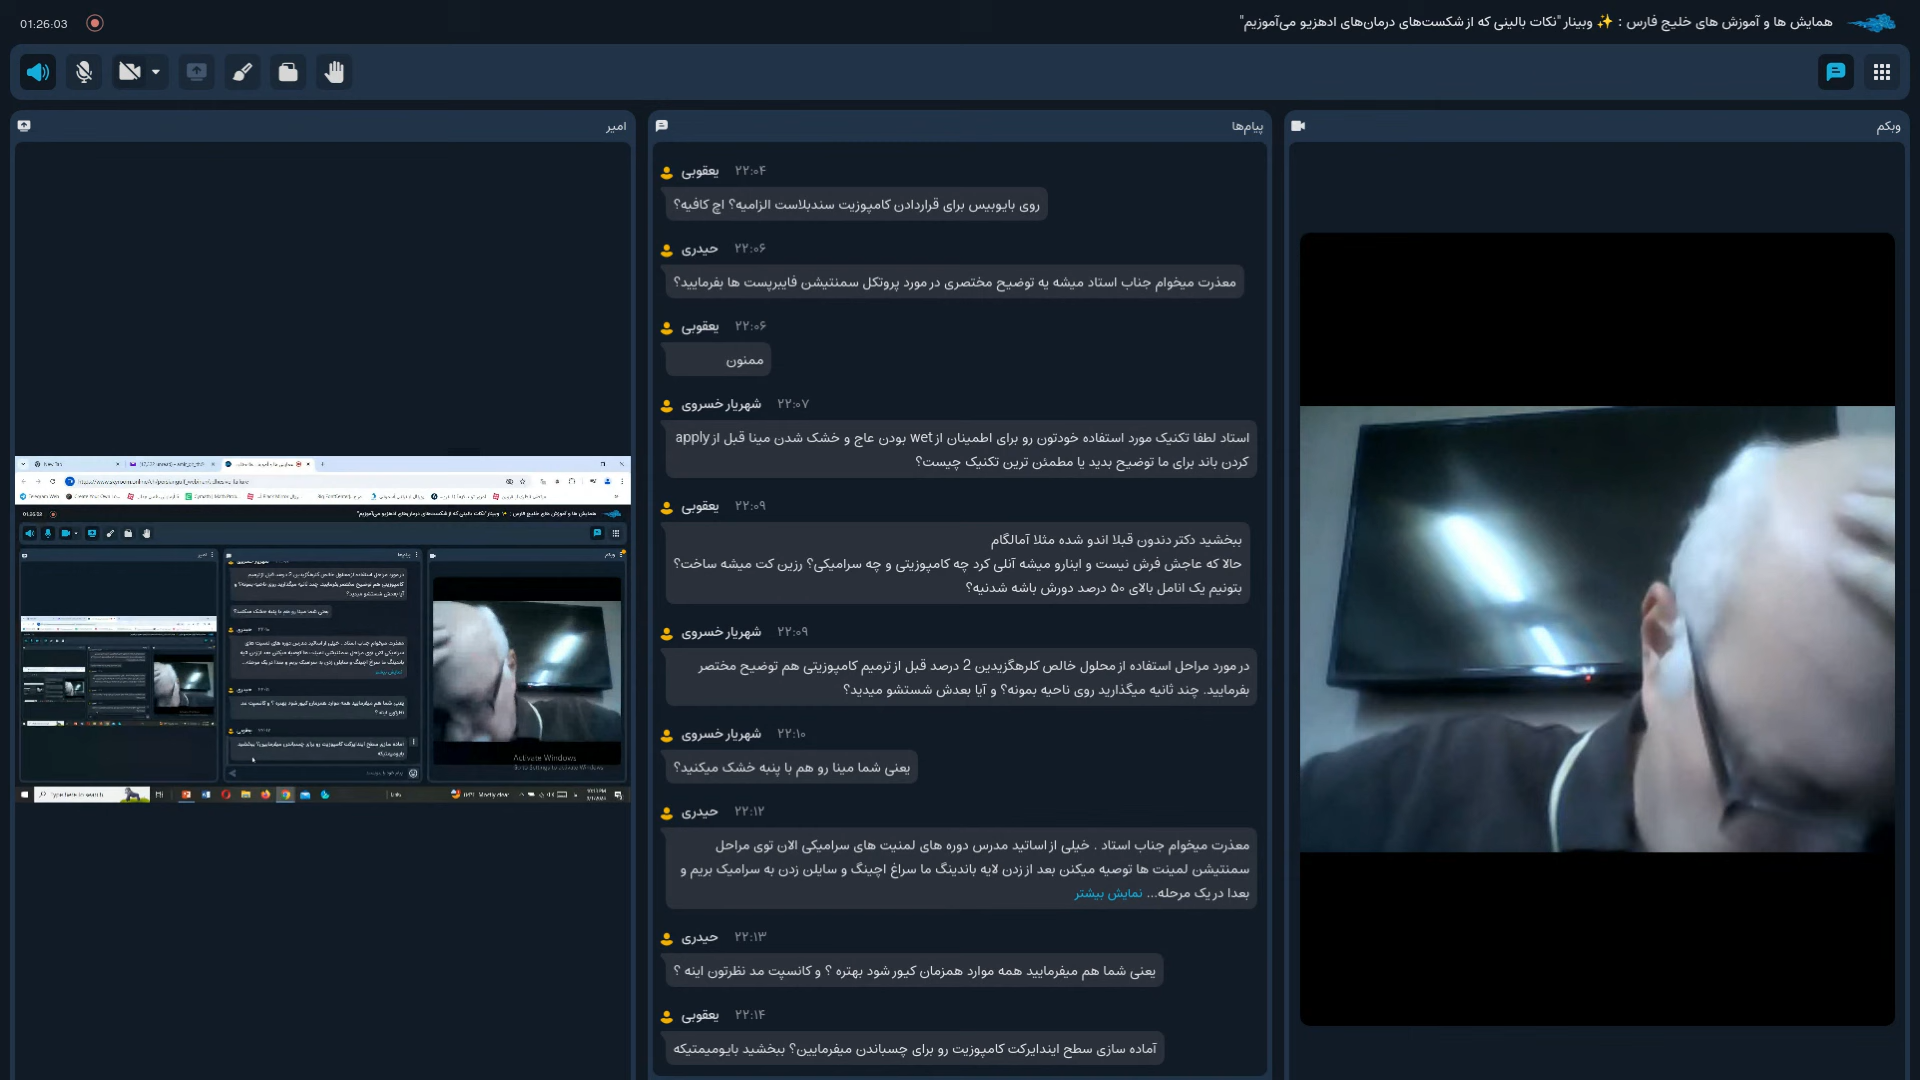 01:26:03
همایش ها و آموزش های خلیج فارس : ✨ وبینار "نکات بالینی که از شکست‌های درمان‌های ادهزیو می‌آموزیم"
امیر
پیام‌ها
وبکم
یعقوبی ۲۲:۰۴
روی بایوبیس برای قراردادن کامپوزیت سندبلاست الزامیه؟ اچ کافیه؟
حیدری ۲۲:۰۶
معذرت میخوام جناب استاد میشه یه توضیح مختصری در مورد پروتکل سمنتیشن فایبرپست ها بفرمایید؟
یعقوبی ۲۲:۰۶
ممنون
شهریار خسروی ۲۲:۰۷
استاد لطفا تکنیک مورد استفاده خودتون رو برای اطمینان از wet بودن عاج و خشک شدن مینا قبل از apply
کردن باند برای ما توضیح بدید یا مطمئن ترین تکنیک چیست؟
یعقوبی ۲۲:۰۹
ببخشید دکتر دندون قبلا اندو شده مثلا آمالگام
حالا که عاجش فرش نیست و اینارو میشه آنلی کرد چه کامپوزیتی و چه سرامیکی؟ رزین کت میشه ساخت؟
بتونیم یک انامل بالای ۵۰ درصد دورش باشه شدنیه؟
شهریار خسروی ۲۲:۰۹
در مورد مراحل استفاده از محلول خالص کلرهگزیدین 2 درصد قبل از ترمیم کامپوزیتی هم توضیح مختصر
بفرمایید. چند ثانیه میگذارید روی ناحیه بمونه؟ و آیا بعدش شستشو میدید؟
شهریار خسروی ۲۲:۱۰
یعنی شما مینا رو هم با پنبه خشک میکنید؟
حیدری ۲۲:۱۲
معذرت میخوام جناب استاد . خیلی از اساتید مدرس دوره های لمنیت های سرامیکی الان توی مراحل
سمنتیشن لمینت ها توصیه میکنن بعد از زدن لایه باندینگ ما سراغ اچینگ و سایلن زدن به سرامیک بریم و
بعدا در یک مرحله... نمایش بیشتر
حیدری ۲۲:۱۳
یعنی شما هم میفرمایید همه موارد همزمان کیور شود بهتره ؟ و کانسپت مد نظرتون اینه ؟
یعقوبی ۲۲:۱۴
آماده سازی سطح ایندایرکت کامپوزیت رو برای چسباندن میفرمایین؟ ببخشید بایومیمتیکه
Activate Windows
Go to Settings to activate Windows.
Type here to search